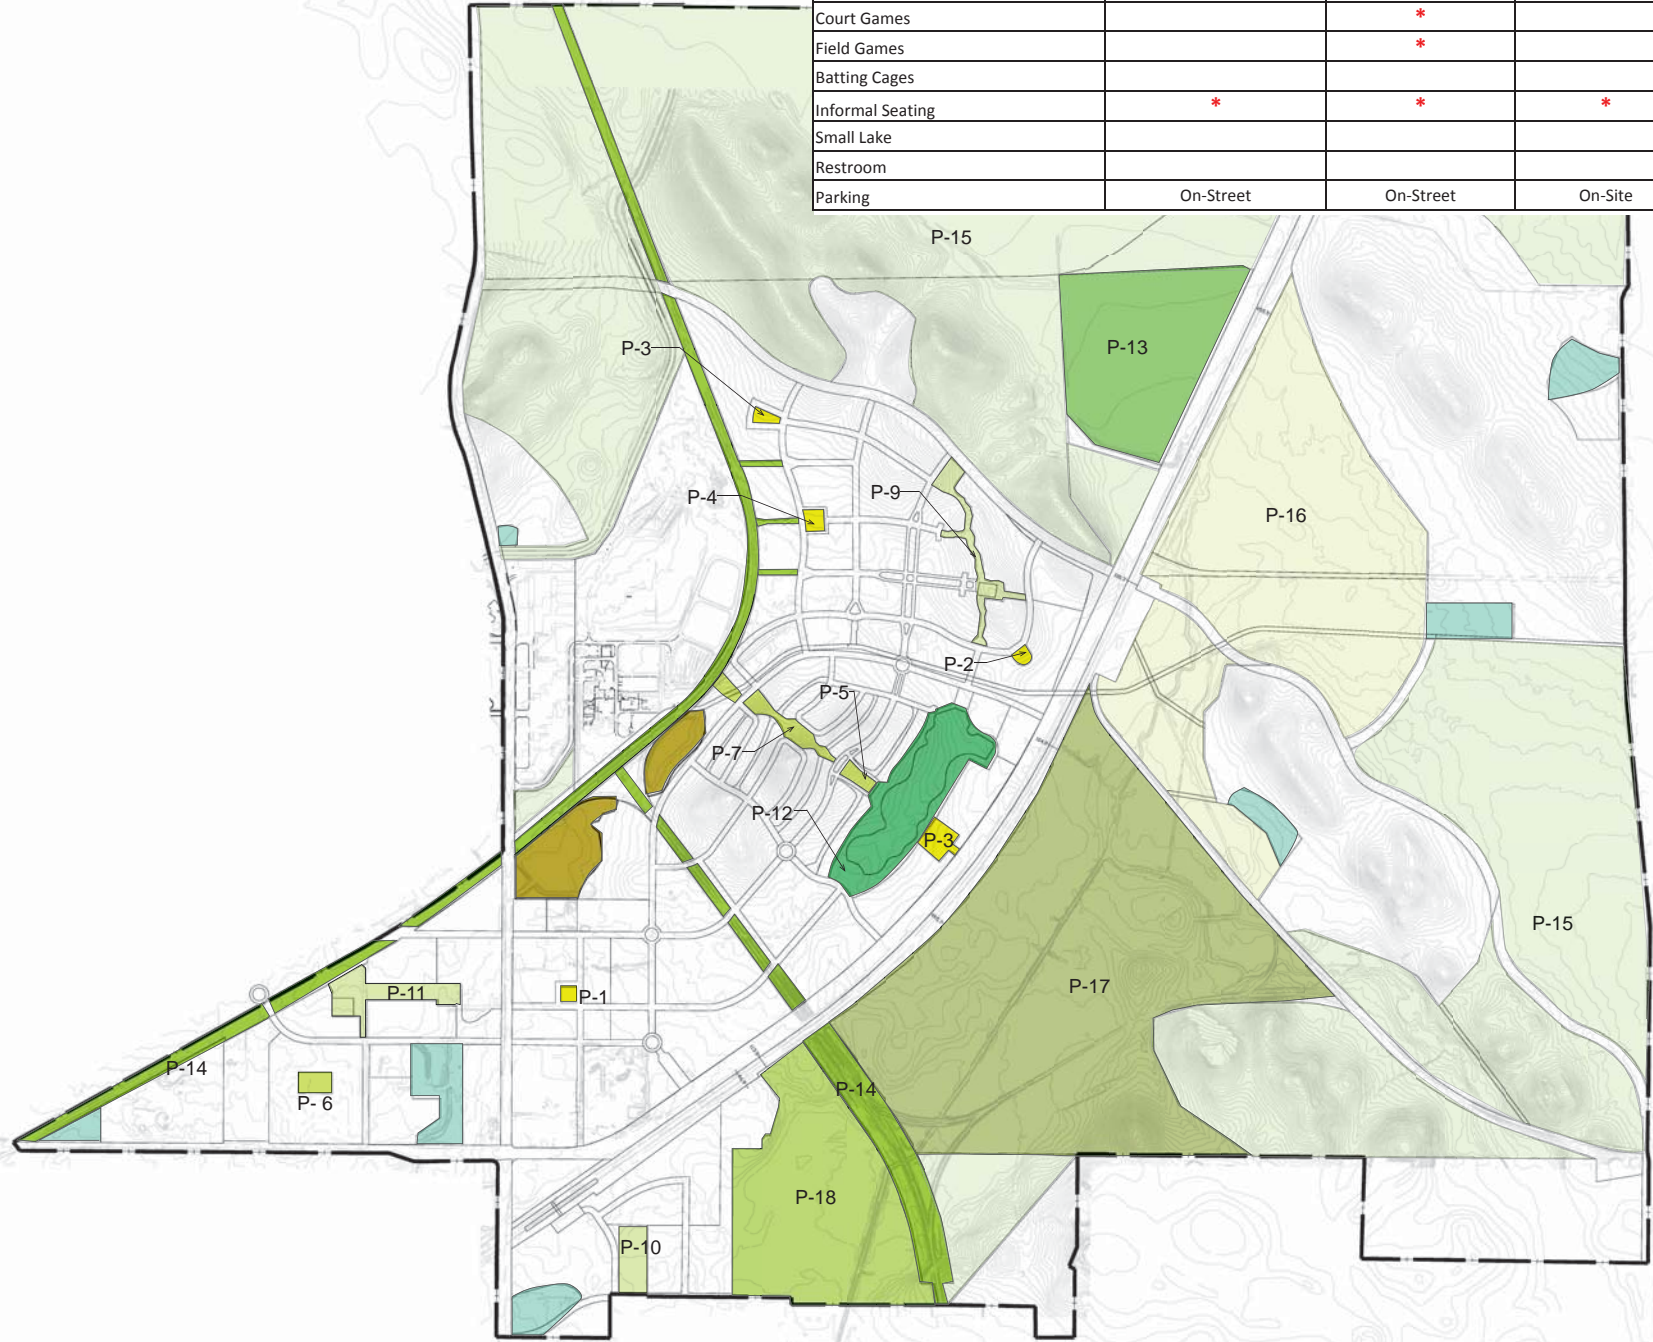 Court Games *
Field Games *
Batting Cages
Informal Seating * * *
Small Lake
Restroom
Parking On-Street On-Street On-Site
P-15
P-3
P-13
P-4
P-9
P-16
P-2
P-5
P-7
P-12
P-3
P-15
P-17
P-11
P-1
P-14
P-14
P- 6
P-18
P-10